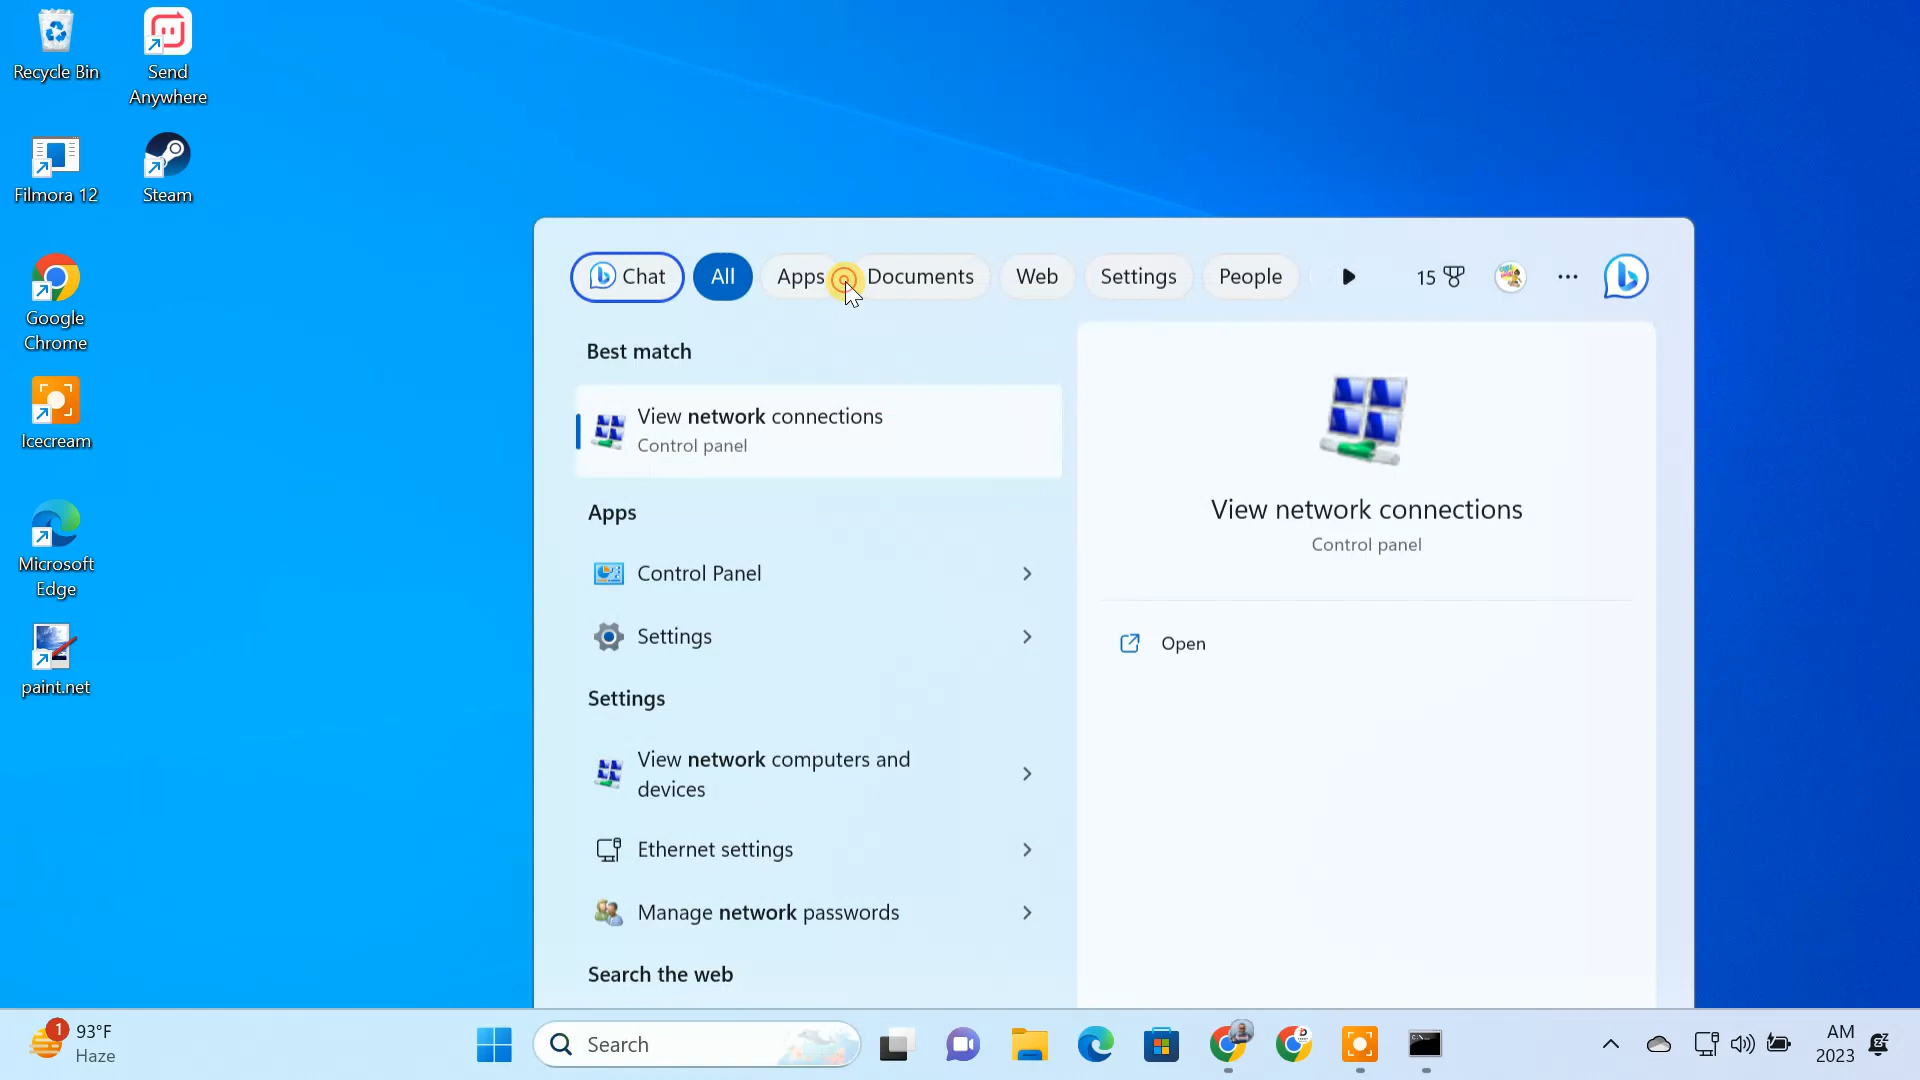 Recycle Bin
Send
Anywhere
Filmora 12
Steam
Google
Chrome
Icecream
Microsoft
Edge
paint.net
Chat
All
Apps
Documents
Web
Settings
People
15
Best match
View network connections
Control panel
Apps
Control Panel
Settings
Settings
View network computers and
devices
Ethernet settings
Manage network passwords
Search the web
View network connections
Control panel
Open
1
93°F
Haze
Search
AM
2023